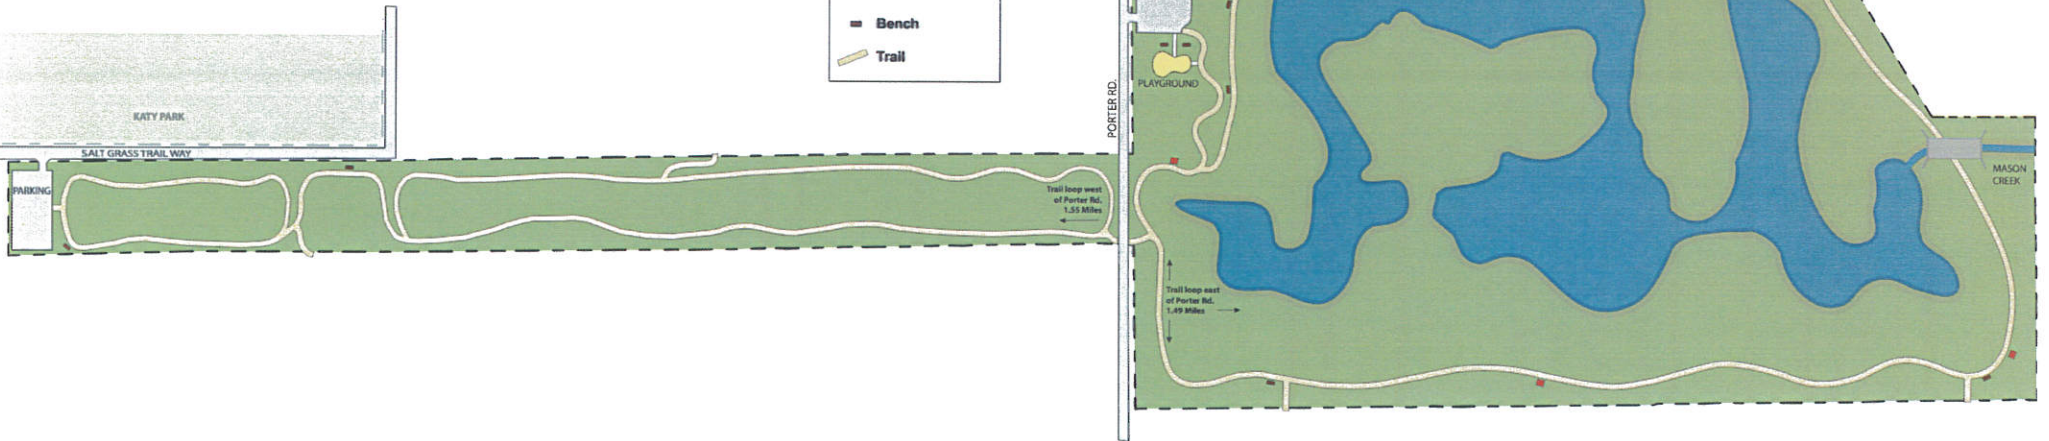 Bench
Trail
KATY PARK
SALT GRASS TRAIL WAY
PARKING
PORTER RD.
PLAYGROUND
Trail loop west
of Porter Rd.
1.55 Miles
Trail loop east
of Porter Rd.
1.49 Miles
MASON
CREEK